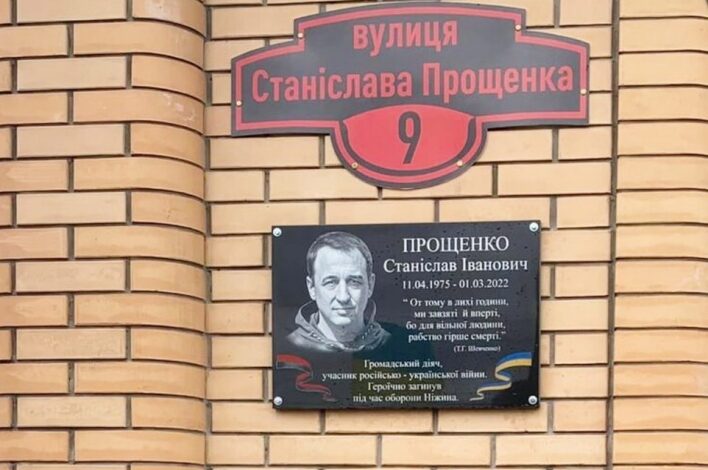 вулиця
Станіслава Прощенка
9
ПРОЩЕНКО
Станіслав Іванович
11.04.1975 - 01.03.2022
“ От тому в лихі години,
ми завзяті й вперті,
бо для вільної людини,
рабство гірше смерті.”
(Т.Г. Шевченко)
Громадський діяч,
учасник російсько - української війни.
Героїчно загинув
під час оборони Ніжина.